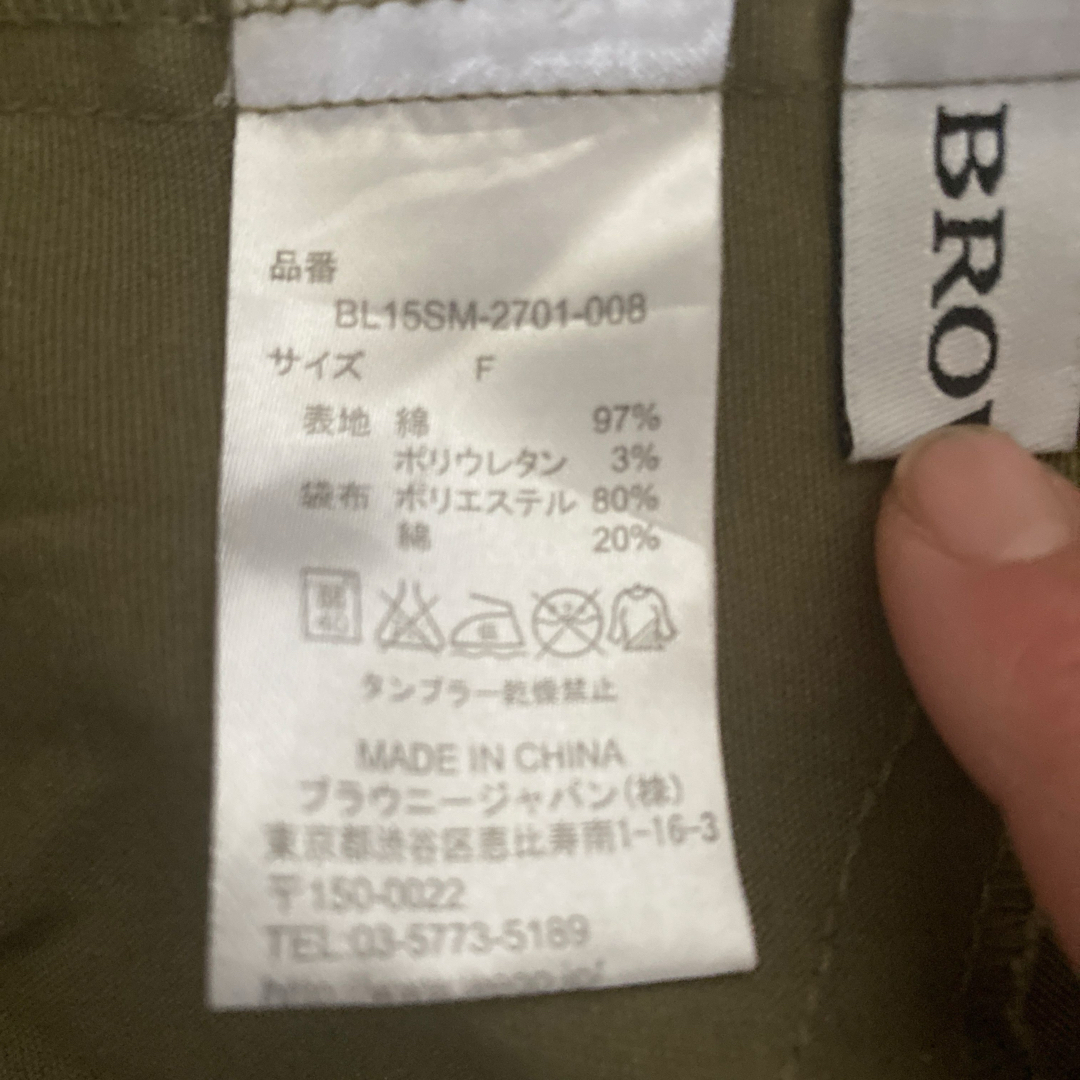 品番
BL15SM-2701-008
サイズ F
表地 綿 97%
ポリウレタン 3%
袋布 ポリエステル 80%
綿 20%
タンブラー乾燥禁止
MADE IN CHINA
ブラウニージャパン(株)
東京都渋谷区恵比寿南1-16-3
〒150-0022
TEL:03-5773-5189
BRO